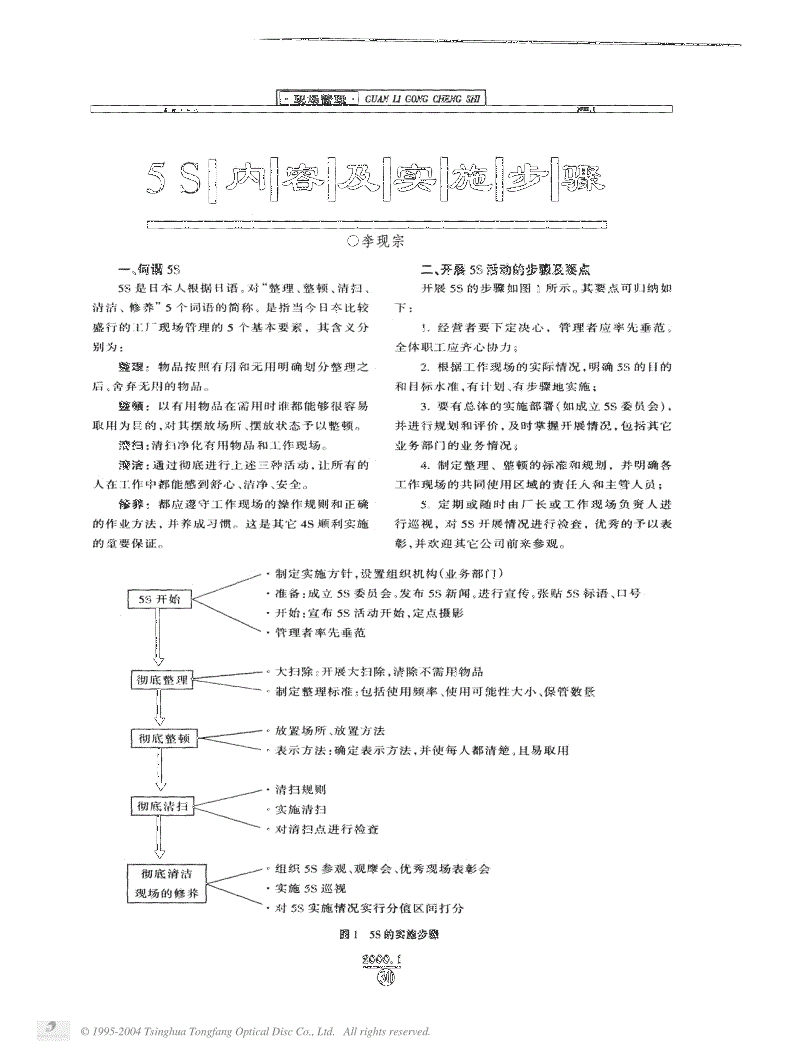 ·现场管理· GUAN LI GONG CHENG SHI
5S内容及实施步骤
○李现宗
一、何谓 5S
5S 是日本人根据日语。对“整理、整顿、清扫、
清洁、修养”5 个词语的简称。是指当今日本比较
盛行的工厂现场管理的 5 个基本要素，其含义分
别为：
整理：物品按照有用和无用明确划分整理之
后、舍弃无用的物品。
整顿：以有用物品在需用时谁都能够很容易
取用为目的，对其摆放场所、摆放状态予以整顿。
清扫：清扫净化有用物品和工作现场。
清洁：通过彻底进行上述三种活动，让所有的
人在工作中都能感到舒心、洁净、安全。
修养：都应遵守工作现场的操作规则和正确
的作业方法，并养成习惯。这是其它 4S 顺利实施
的重要保证。
二、开展 5S 活动的步骤及要点
开展 5S 的步骤如图 1 所示。其要点可归纳如
下：
1. 经营者要下定决心，管理者应率先垂范。
全体职工应齐心协力；
2. 根据工作现场的实际情况，明确 5S 的目的
和目标水准，有计划、有步骤地实施；
3. 要有总体的实施部署（如成立 5S 委员会），
并进行规划和评价，及时掌握开展情况，包括其它
业务部门的业务情况；
4. 制定整理、整顿的标准和规划，并明确各
工作现场的共同使用区域的责任人和主管人员；
5. 定期或随时由厂长或工作现场负责人进
行巡视，对 5S 开展情况进行检查，优秀的予以表
彰，并欢迎其它公司前来参观。
5S 开始
·制定实施方针，设置组织机构（业务部门）
·准备：成立 5S 委员会。发布 5S 新闻。进行宣传。张贴 5S 标语、口号
·开始：宣布 5S 活动开始，定点摄影
·管理者率先垂范
彻底整理
·大扫除：开展大扫除，清除不需用物品
·制定整理标准：包括使用频率、使用可能性大小、保管数量
彻底整顿
·放置场所、放置方法
·表示方法：确定表示方法，并使每人都清楚。且易取用
彻底清扫
·清扫规则
·实施清扫
·对清扫点进行检查
彻底清洁
现场的修养
·组织 5S 参观、观摩会、优秀现场表彰会
·实施 5S 巡视
·对 5S 实施情况实行分值区间打分
图 1 5S 的实施步骤
2000.1
© 1995-2004 Tsinghua Tongfang Optical Disc Co., Ltd. All rights reserved.